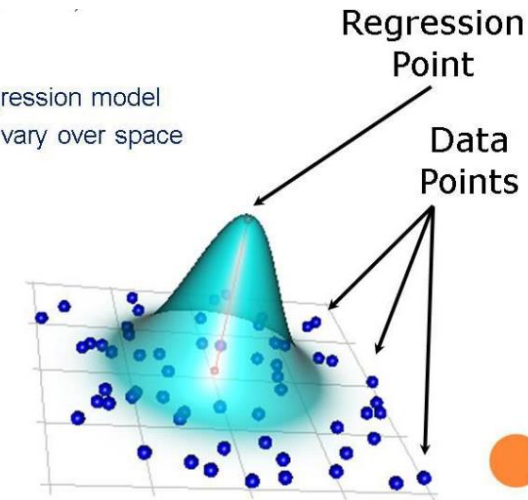 Regression
Point
ression model
vary over space
Data
Points